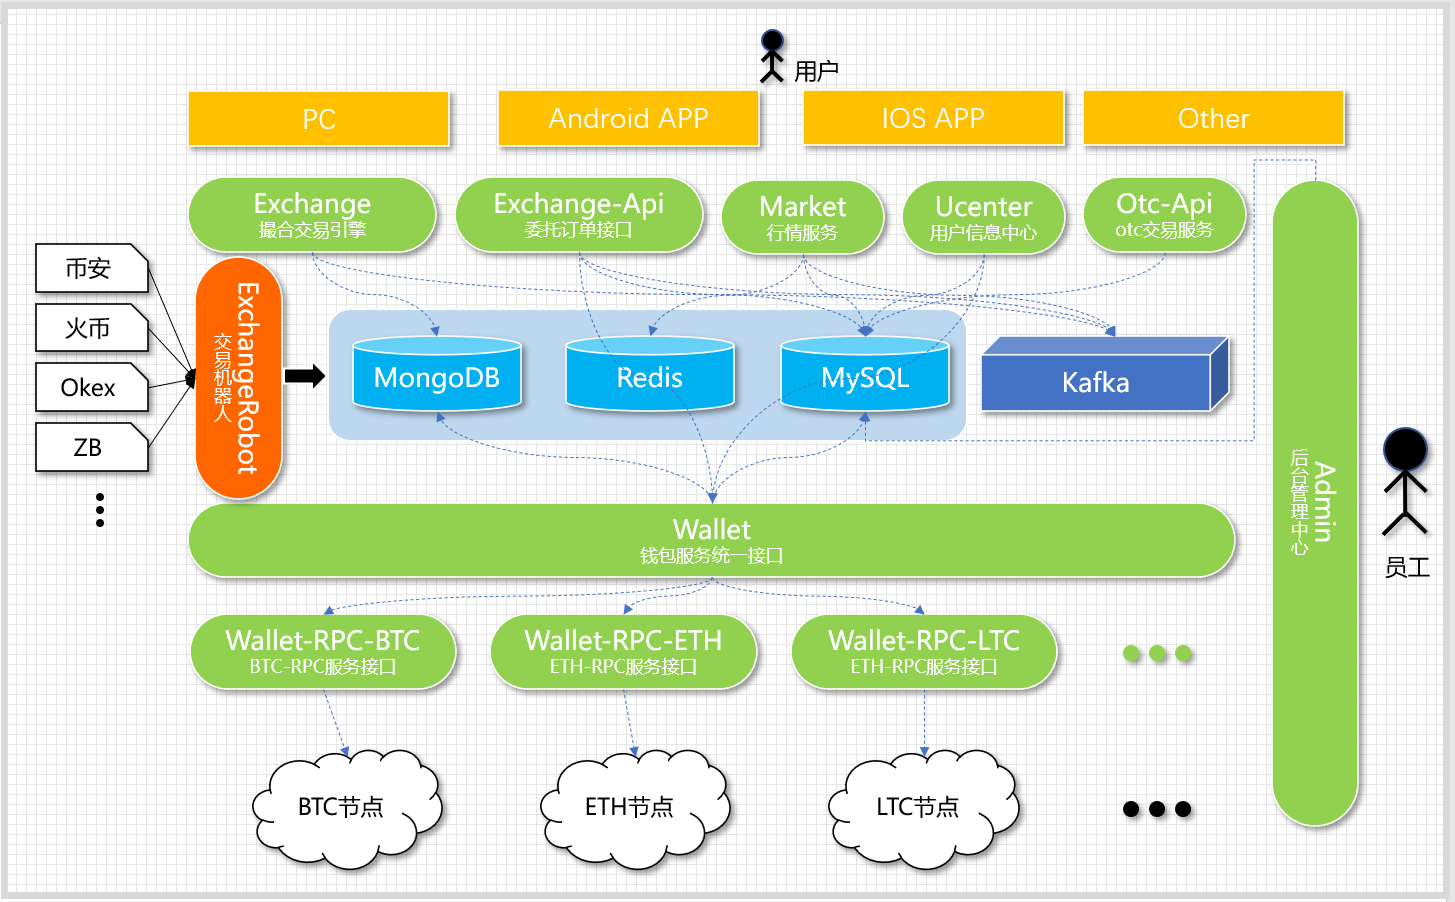 用户
PC
Android APP
IOS APP
Other
Exchange
撮合交易引擎
Exchange-Api
委托订单接口
Market
行情服务
Ucenter
用户信息中心
Otc-Api
otc交易服务
币安
火币
Okex
ZB
ExchangeRobot
交易机器人
MongoDB
Redis
MySQL
Kafka
Admin
后台管理中心
员工
Wallet
钱包服务统一接口
Wallet-RPC-BTC
BTC-RPC服务接口
Wallet-RPC-ETH
ETH-RPC服务接口
Wallet-RPC-LTC
ETH-RPC服务接口
BTC节点
ETH节点
LTC节点